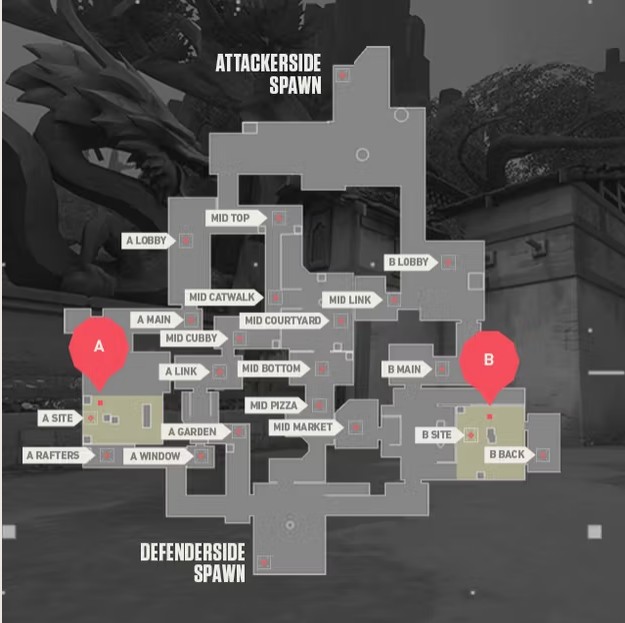 ATTACKERSIDE
SPAWN
MID TOP
A LOBBY
B LOBBY
MID CATWALK
MID LINK
A MAIN
MID COURTYARD
MID CUBBY
A
B
A LINK
MID BOTTOM
B MAIN
MID PIZZA
A SITE
A GARDEN
MID MARKET
B SITE
A RAFTERS
A WINDOW
B BACK
DEFENDERSIDE
SPAWN